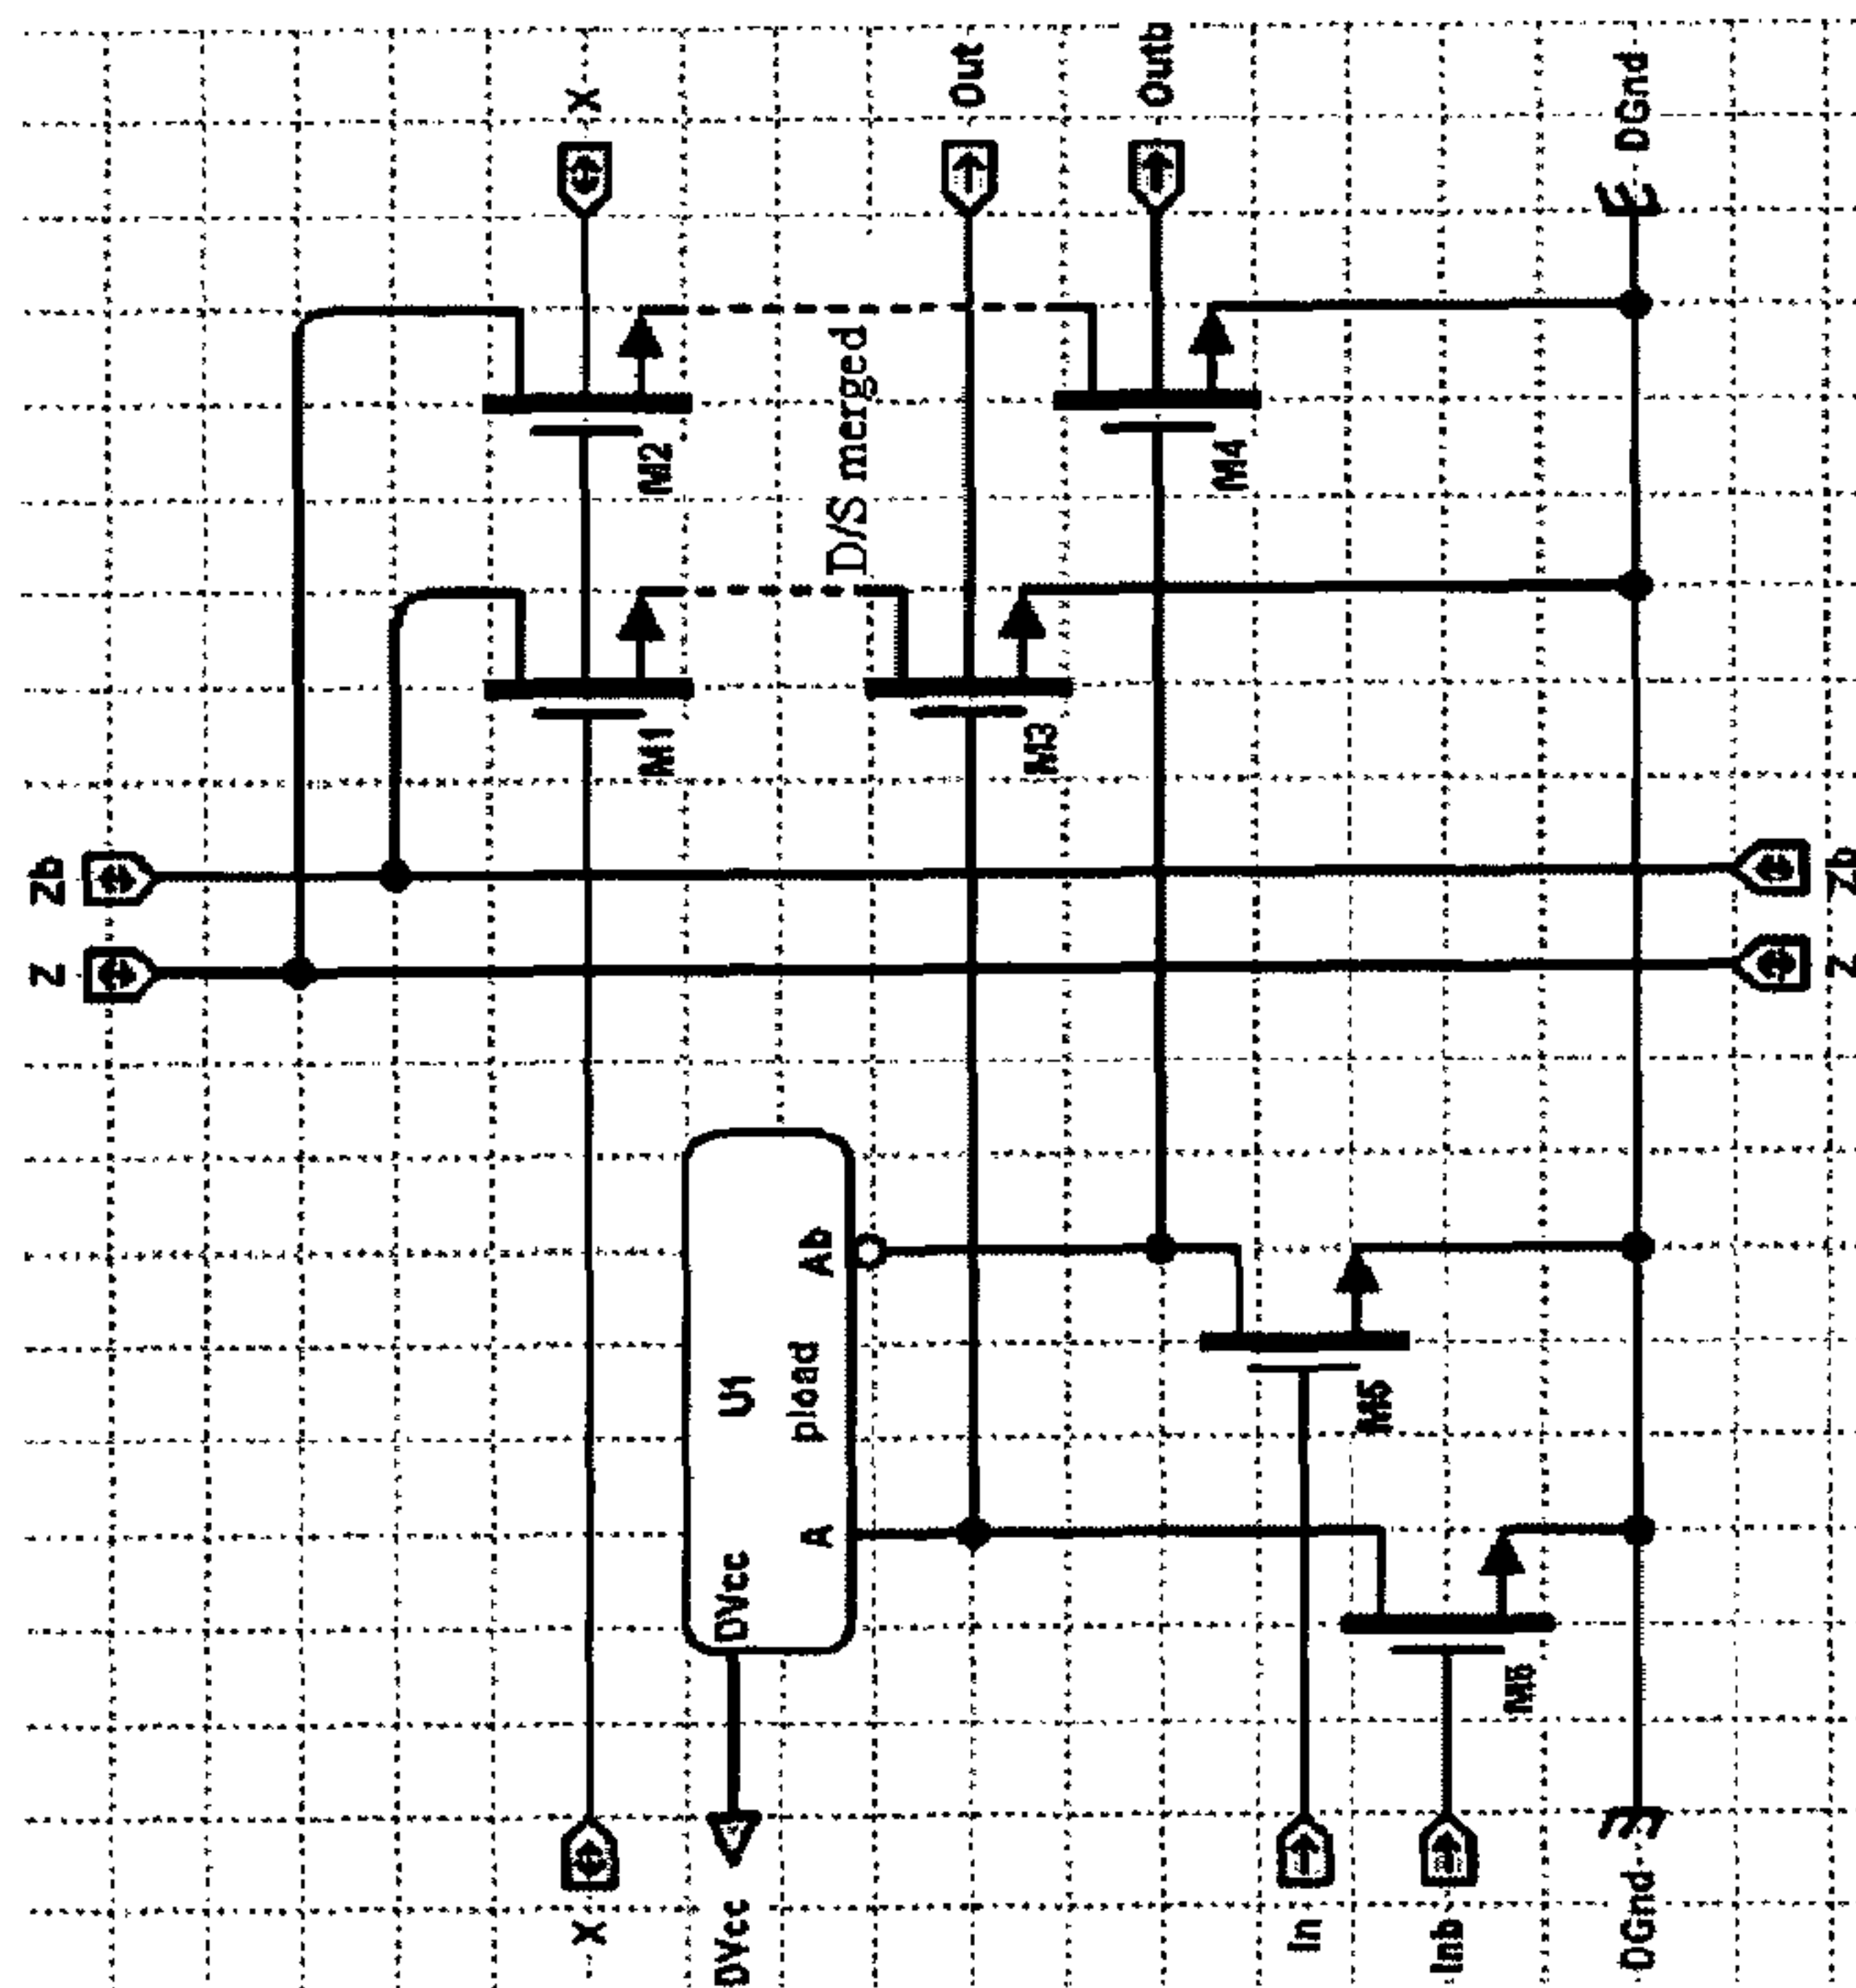 Z
Zb
X
X
M1
M2
DVcc
DVcc
U1
pload
A
Ab
D/S merged
Out
M3
Outb
M4
In
M5
Inb
M6
DGnd
DGnd
Z
Zb